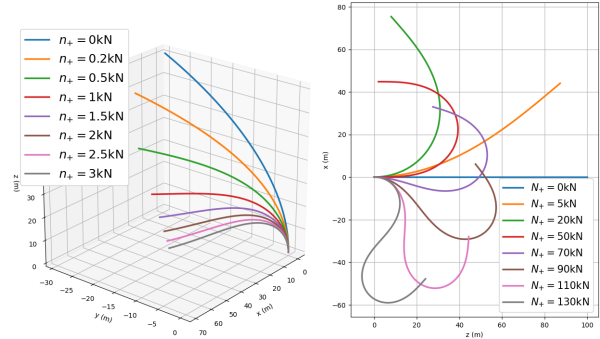 n₊ = 0kN
n₊ = 0.2kN
n₊ = 0.5kN
n₊ = 1kN
n₊ = 1.5kN
n₊ = 2kN
n₊ = 2.5kN
n₊ = 3kN
z (m)
30
20
10
0
−30
−25
−20
−15
−10
−5
0
y (m)
70
60
50
40
30
20
10
0
x (m)
80
60
40
20
0
−20
−40
−60
x (m)
0
20
40
60
80
100
z (m)
N₊ = 0kN
N₊ = 5kN
N₊ = 20kN
N₊ = 50kN
N₊ = 70kN
N₊ = 90kN
N₊ = 110kN
N₊ = 130kN